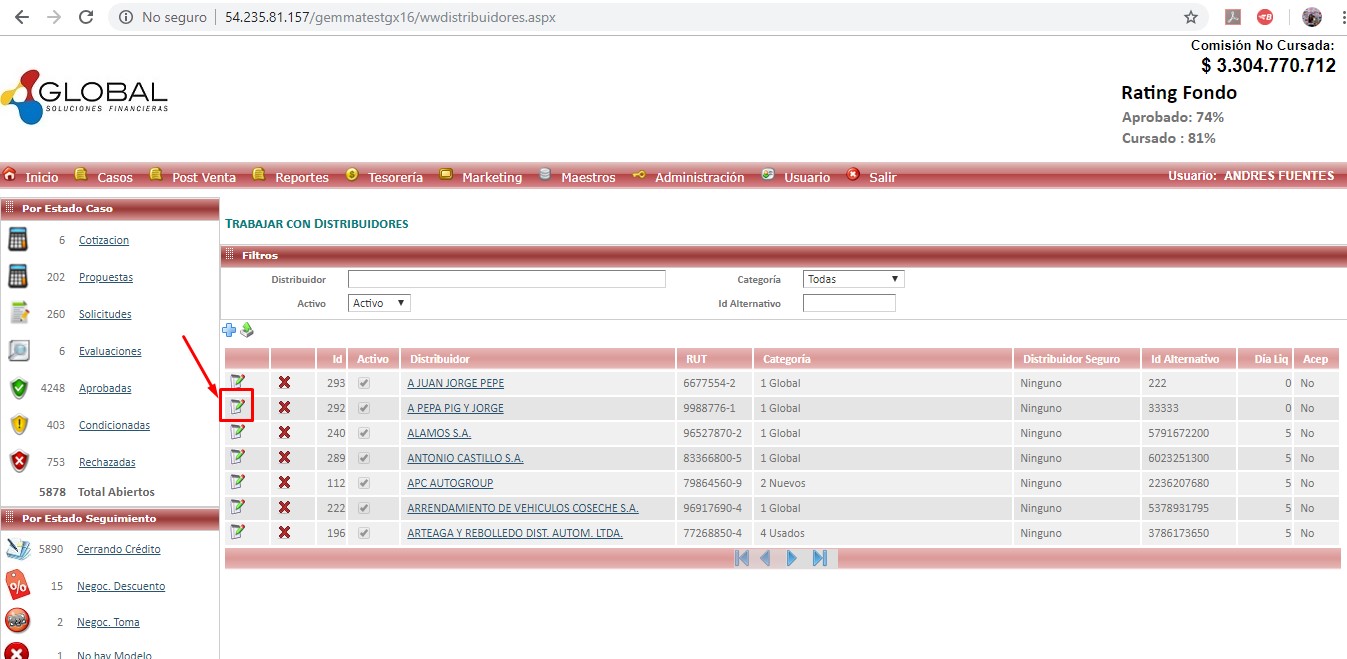 No seguro | 54.235.81.157/gemmatestgx16/wwdistribuidores.aspx
Comisión No Cursada:
$ 3.304.770.712
GLOBAL
SOLUCIONES FINANCIERAS
Rating Fondo
Aprobado: 74%
Cursado : 81%
Inicio Casos Post Venta Reportes Tesorería Marketing Maestros Administración Usuario Salir Usuario: ANDRES FUENTES
Por Estado Caso
6 Cotizacion
202 Propuestas
260 Solicitudes
6 Evaluaciones
4248 Aprobadas
403 Condicionadas
753 Rechazadas
5878 Total Abiertos
Por Estado Seguimiento
5890 Cerrando Crédito
15 Negoc. Descuento
2 Negoc. Toma
1 No hay Modelo
TRABAJAR CON DISTRIBUIDORES
Filtros
Distribuidor Categoría Todas
Activo Activo Id Alternativo
Id Activo Distribuidor RUT Categoría Distribuidor Seguro Id Alternativo Día Liq Acep
293 A JUAN JORGE PEPE 6677554-2 1 Global Ninguno 222 0 No
292 A PEPA PIG Y JORGE 9988776-1 1 Global Ninguno 33333 0 No
240 ALAMOS S.A. 96527870-2 1 Global Ninguno 5791672200 5 No
289 ANTONIO CASTILLO S.A. 83366800-5 1 Global Ninguno 6023251300 5 No
112 APC AUTOGROUP 79864560-9 2 Nuevos Ninguno 2236207680 5 No
222 ARRENDAMIENTO DE VEHICULOS COSECHE S.A. 96917690-4 1 Global Ninguno 5378931795 5 No
196 ARTEAGA Y REBOLLEDO DIST. AUTOM. LTDA. 77268850-4 4 Usados Ninguno 3786173650 5 No